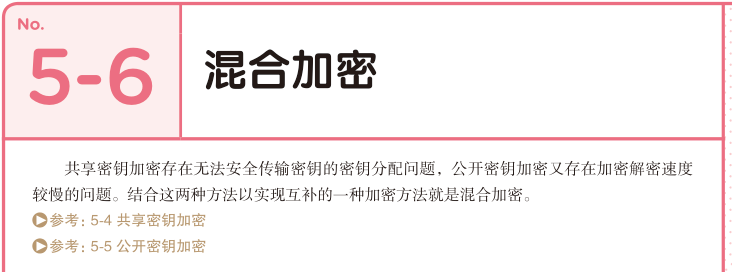 No.
5-6
混合加密
共享密钥加密存在无法安全传输密钥的密钥分配问题，公开密钥加密又存在加密解密速度
较慢的问题。结合这两种方法以实现互补的一种加密方法就是混合加密。
参考：5-4 共享密钥加密
参考：5-5 公开密钥加密